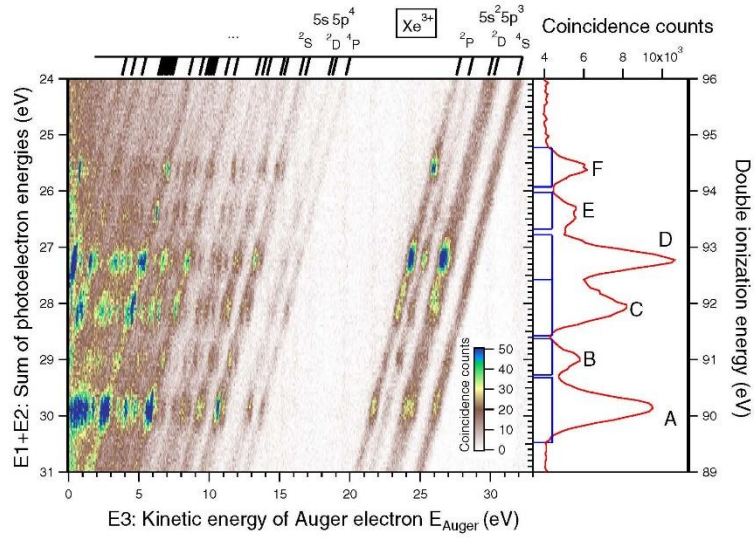 5s 5p⁴
Xe³⁺
5s²5p³
Coincidence counts
...
²S
²D
⁴P
²P
²D
⁴S
4
6
8
10x10³
24
25
26
27
28
29
30
31
E1+E2: Sum of photoelectron energies (eV)
0
5
10
15
20
25
30
E3: Kinetic energy of Auger electron E_Auger (eV)
Coincidence counts
50
40
30
20
10
0
F
E
D
C
B
A
96
95
94
93
92
91
90
89
Double ionization energy (eV)